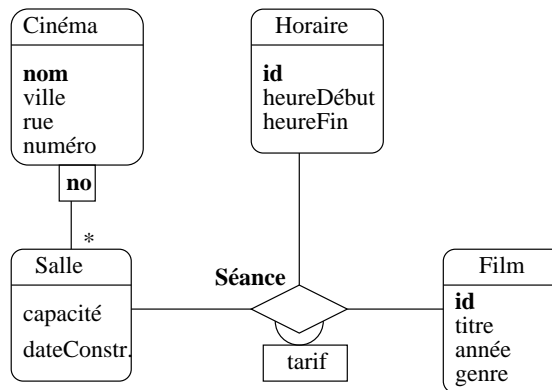 Cinéma
nom
ville
rue
numéro
no
*
Horaire
id
heureDébut
heureFin
Salle
capacité
dateConstr.
Séance
tarif
Film
id
titre
année
genre